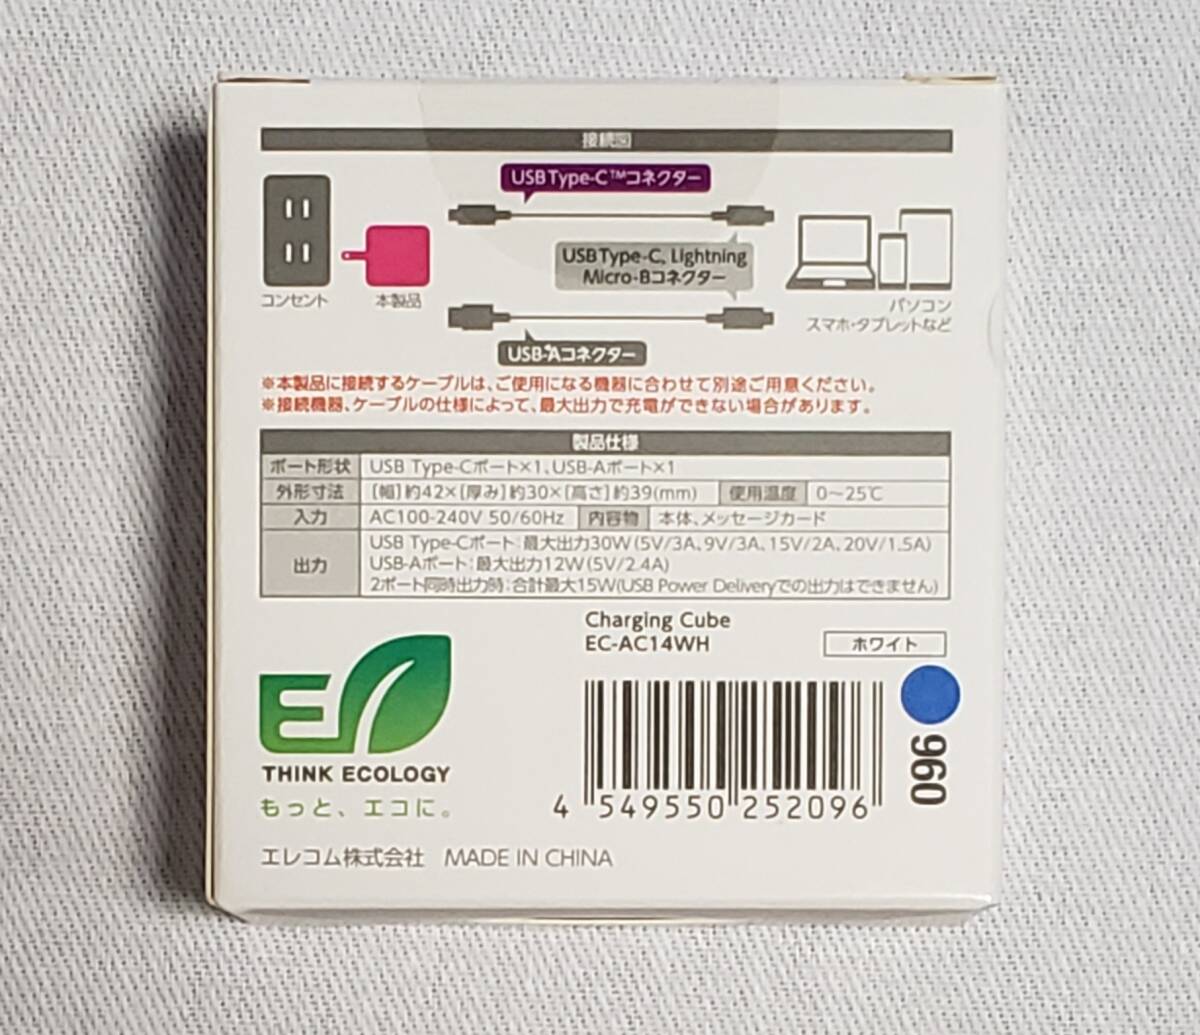 接続図
USB Type-C™コネクター
USB Type-C, Lightning
Micro-Bコネクター
コンセント
本製品
パソコン
スマホ・タブレットなど
USB-Aコネクター
※本製品に接続するケーブルは、ご使用になる機器に合わせて別途ご用意ください。
※接続機器、ケーブルの仕様によって、最大出力で充電ができない場合があります。
製品仕様
ポート形状 USB Type-Cポート×1、USB-Aポート×1
外形寸法 [幅]約42×[厚み]約30×[高さ]約39(mm) 使用温度 0~25℃
入力 AC100-240V 50/60Hz 内容物 本体、メッセージカード
出力
USB Type-Cポート:最大出力30W(5V/3A、9V/3A、15V/2A、20V/1.5A)
USB-Aポート:最大出力12W(5V/2.4A)
2ポート同時出力時:合計最大15W(USB Power Deliveryでの出力はできません)
Charging Cube
EC-AC14WH
ホワイト
960
THINK ECOLOGY
もっと、エコに。
4 549550 252096
エレコム株式会社 MADE IN CHINA